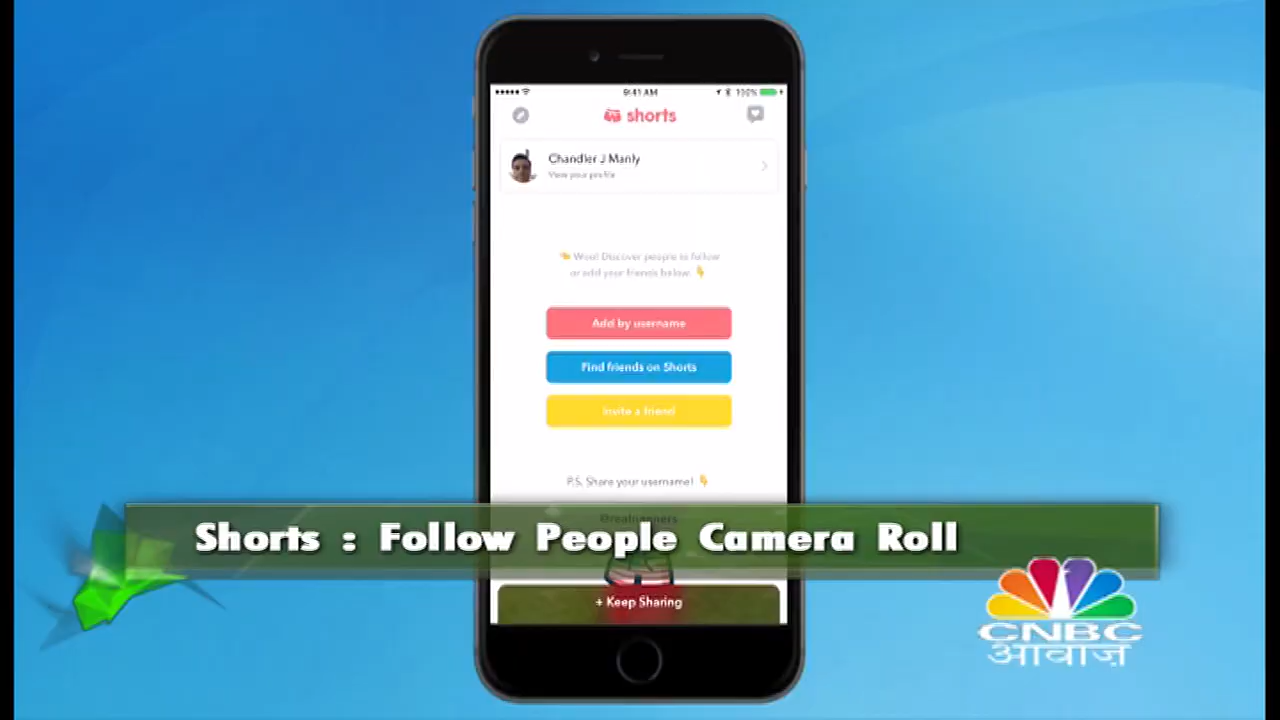 9:41 AM
100%
shorts
Chandler J Manly
View your profile
Woo! Discover people to follow
or add your friends below.
Add by username
Find friends on Shorts
Invite a friend
P.S. Share your username!
Shorts : Follow People Camera Roll
+ Keep Sharing
CNBC
आवाज़